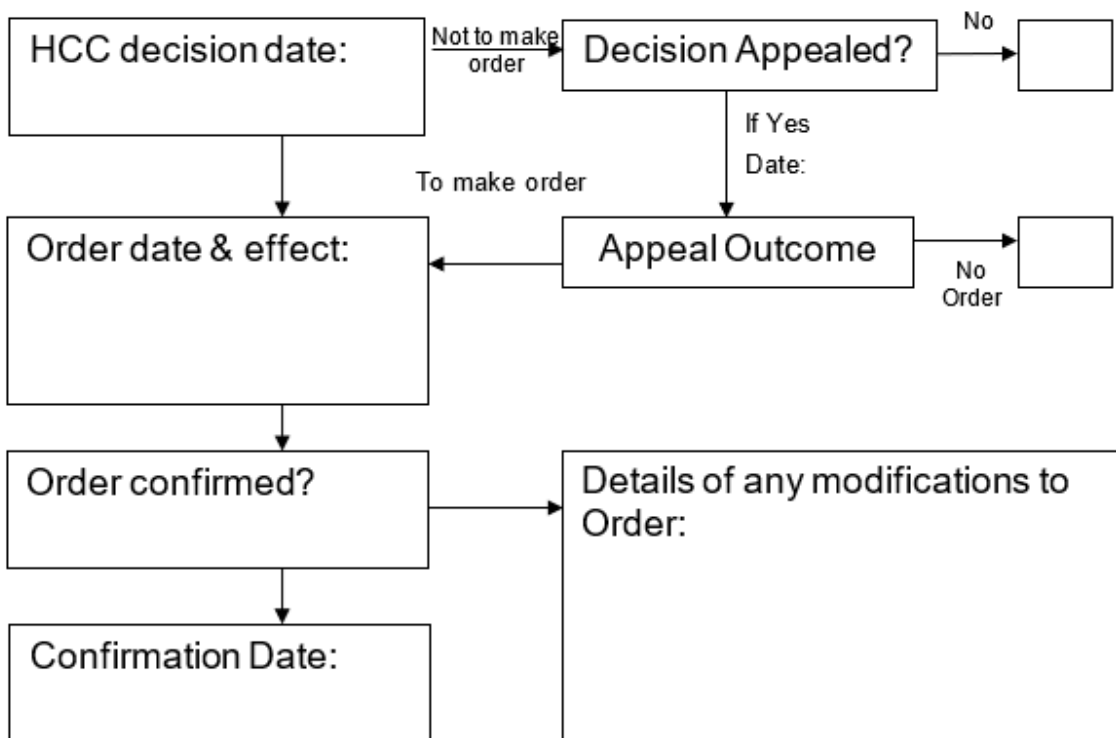 HCC decision date:
Not to make
order
Decision Appealed?
No
If Yes
Date:
To make order
Order date & effect:
Appeal Outcome
No
Order
Order confirmed?
Details of any modifications to
Order:
Confirmation Date: